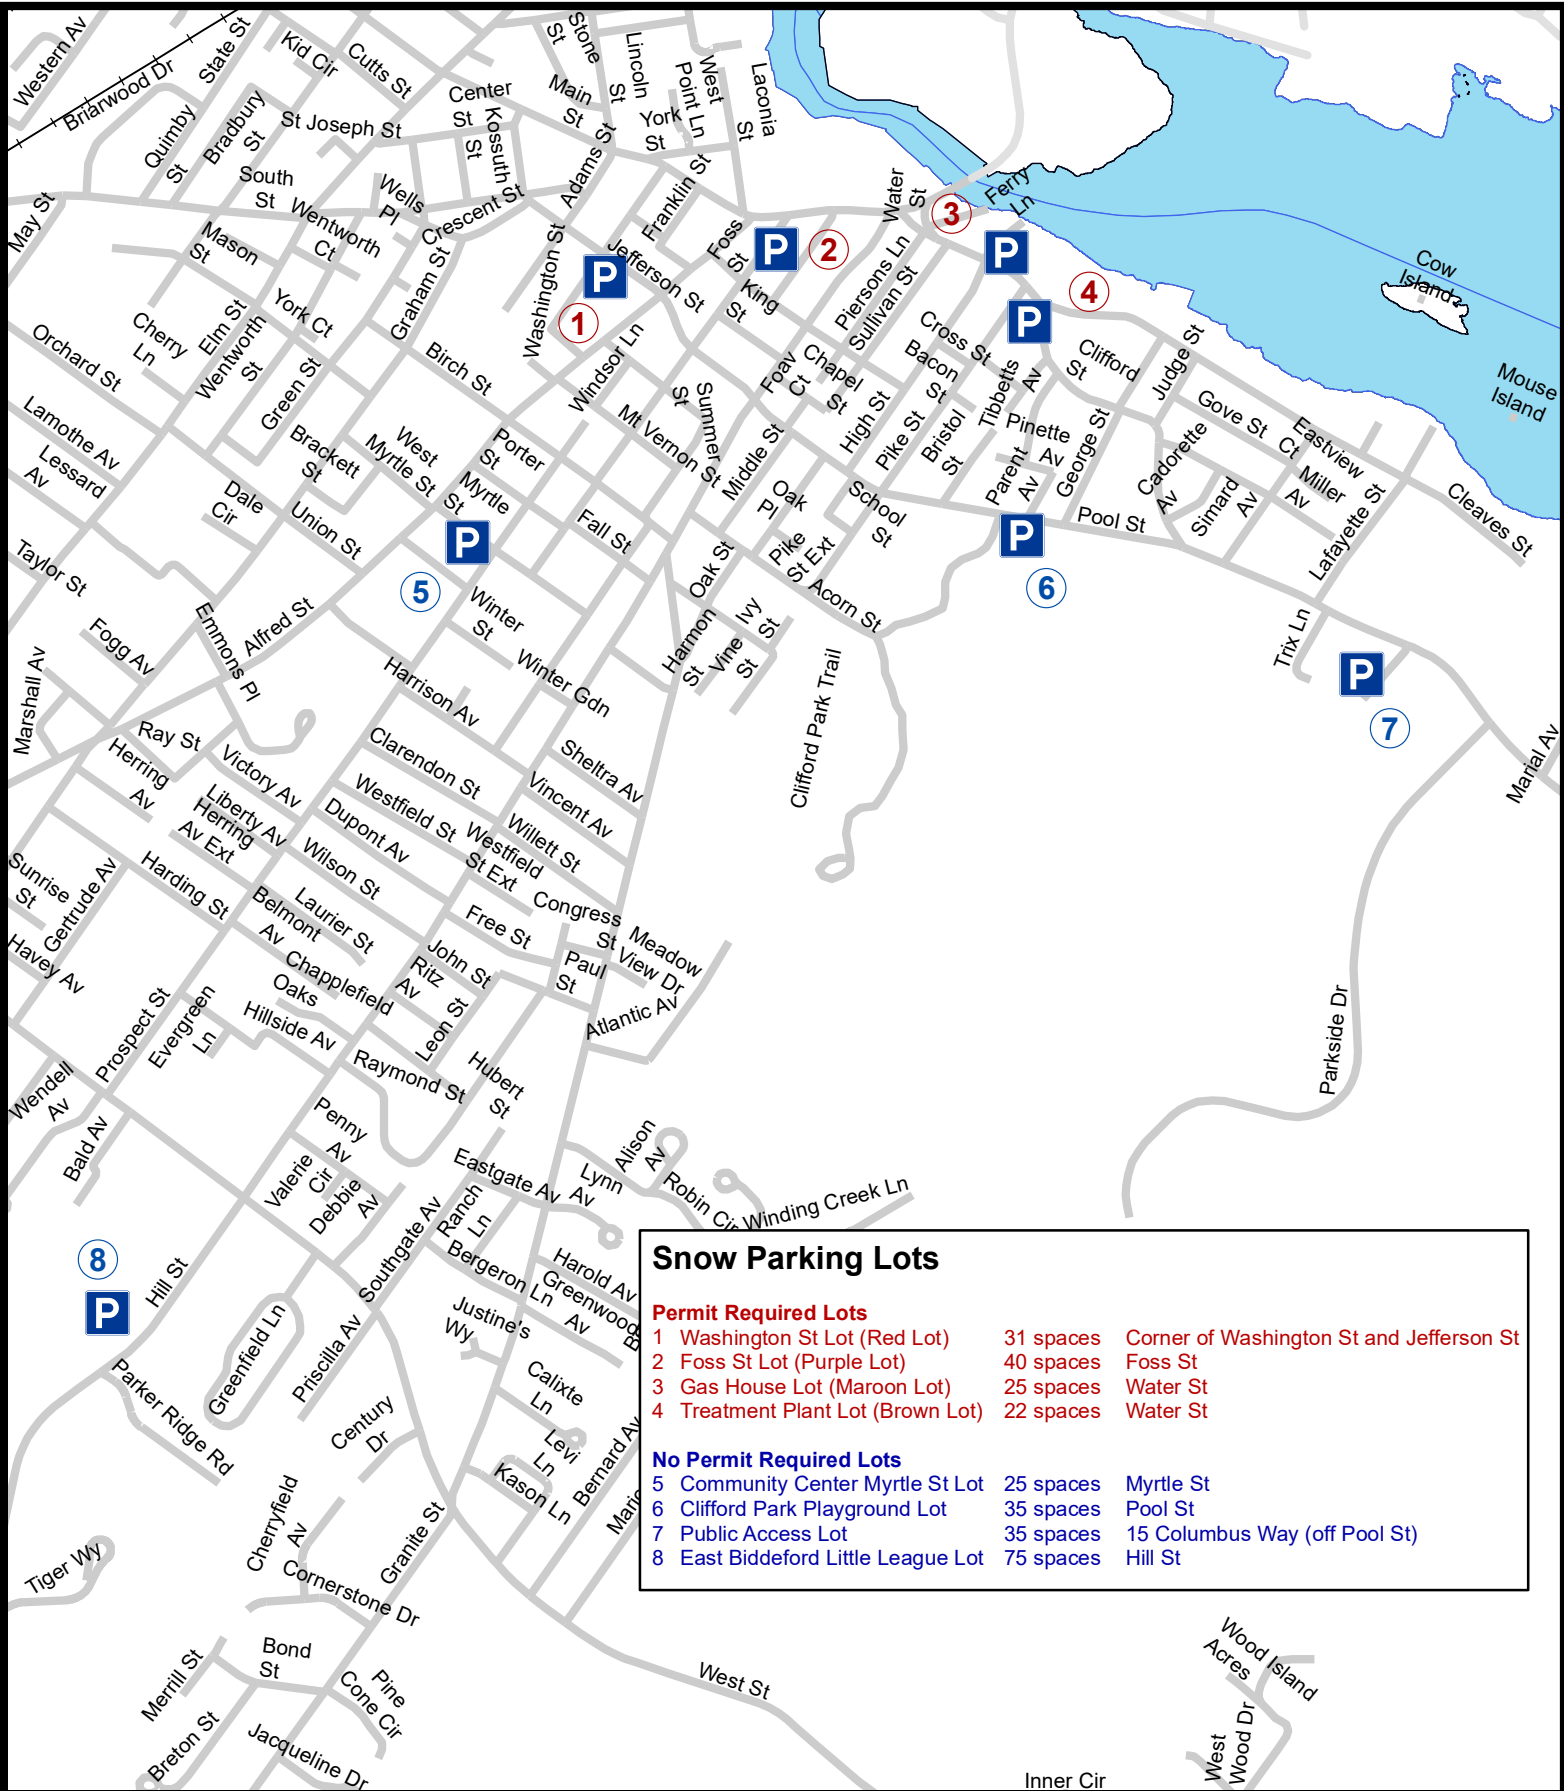 Western Av
Briarwood Dr
State St
Kid Cir
Cutts St
Center
St
Stone
St
Main
St
Lincoln
St
West
Point Ln
York
St
Laconia
St
Quimby
St
Bradbury
St
St Joseph St
Kossuth
St
Adams St
South
St
Wells
Pl
Wentworth
Ct
Crescent St
Franklin St
Water
St
Ferry
Ln
3
May St
Mason
St
Graham St
Washington St
Jefferson St
Foss
St
P
2
P
Piersons Ln
Sullivan St
P
4
Cow
Island
P
1
King
St
York Ct
Elm St
Wentworth
St
Cherry
Ln
Orchard St
Green St
Birch St
Windsor Ln
Foav
Ct
Chapel
St
Cross St
Bacon
St
P
Clifford
St
Judge St
Mouse
Island
Tibbetts
Av
Lamothe Av
Lessard
Av
Brackett
St
West
Myrtle St
Porter
St
Myrtle
St
Summer
St
Mt Vernon St
Middle St
High St
Pike St
Bristol
St
Pinette
Av
Parent
Av
George St
Gove St
Cadorette
Av
Eastview
Ct
Miller
Av
Simard
Av
Lafayette St
Cleaves St
Dale
Cir
Union St
P
5
Fall St
Oak
Pl
School
St
Pike
St Ext
Pool St
P
6
Taylor St
Oak St
Acorn St
Emmons Pl
Alfred St
Winter
St
Harmon
St
Vine
St
Ivy
St
Fogg Av
Marshall Av
Harrison Av
Winter Gdn
Clifford Park Trail
Trix Ln
P
7
Marial Av
Ray St
Herring
Av
Victory Av
Clarendon St
Sheltra Av
Liberty Av
Herring
Av Ext
Westfield St
Vincent Av
Dupont Av
Willett St
Westfield
St Ext
Wilson St
Sunrise
St
Gertrude Av
Harding St
Belmont
Av
Laurier St
Free St
Congress
St
Meadow
View Dr
Havey Av
John St
Ritz
Av
Paul
St
Chapplefield
Oaks
Atlantic Av
Prospect St
Evergreen
Ln
Hillside Av
Leon St
Parkside Dr
Raymond St
Hubert
St
Wendell
Av
Bald Av
Penny
Av
Valerie
Cir
Debbie
Av
Eastgate Av
Lynn
Av
Alison
Av
Robin Cir
Winding Creek Ln
8
P
Hill St
Southgate Av
Ranch
Ln
Bergeron
Ln
Harold Av
Greenwood
Av
Greenfield Ln
Priscilla Av
Justine's
Wy
Parker Ridge Rd
Century
Dr
Calixte
Ln
Levi
Ln
Kason Ln
Bernard Av
Cherryfield
Av
Granite St
Tiger Wy
Cornerstone Dr
Snow Parking Lots
Permit Required Lots
1 Washington St Lot (Red Lot) 31 spaces Corner of Washington St and Jefferson St
2 Foss St Lot (Purple Lot) 40 spaces Foss St
3 Gas House Lot (Maroon Lot) 25 spaces Water St
4 Treatment Plant Lot (Brown Lot) 22 spaces Water St
No Permit Required Lots
5 Community Center Myrtle St Lot 25 spaces Myrtle St
6 Clifford Park Playground Lot 35 spaces Pool St
7 Public Access Lot 35 spaces 15 Columbus Way (off Pool St)
8 East Biddeford Little League Lot 75 spaces Hill St
Merrill St
Bond
St
Pine
Cone Cir
Breton St
Jacqueline Dr
West St
Wood Island
Acres
West
Wood Dr
Inner Cir